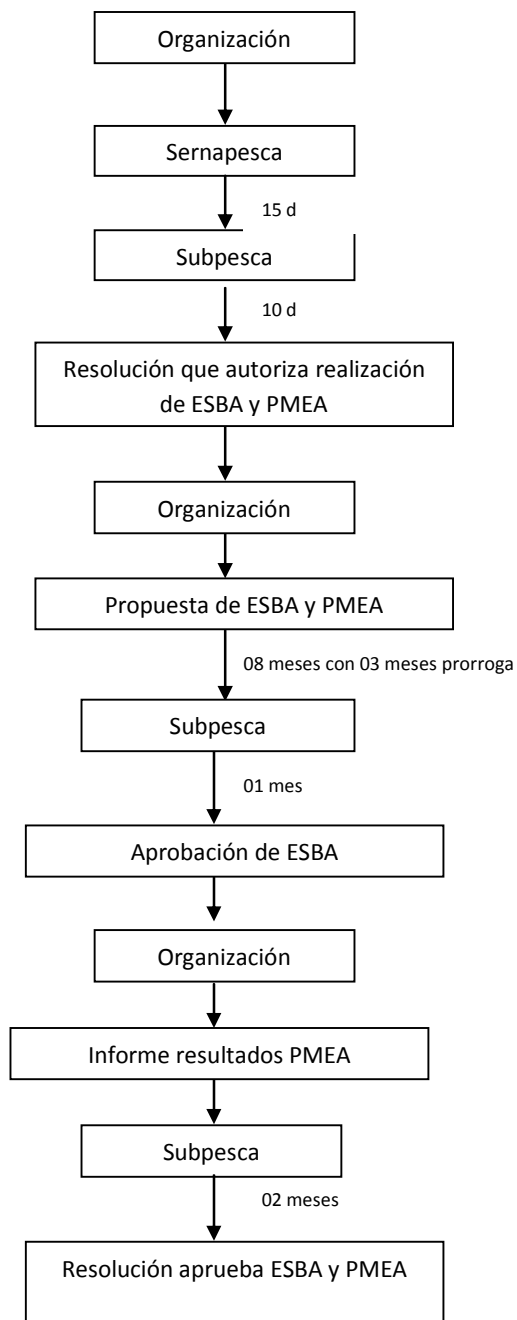 Organización
Sernapesca
15 d
Subpesca
10 d
Resolución que autoriza realización
de ESBA y PMEA
Organización
Propuesta de ESBA y PMEA
08 meses con 03 meses prorroga
Subpesca
01 mes
Aprobación de ESBA
Organización
Informe resultados PMEA
Subpesca
02 meses
Resolución aprueba ESBA y PMEA